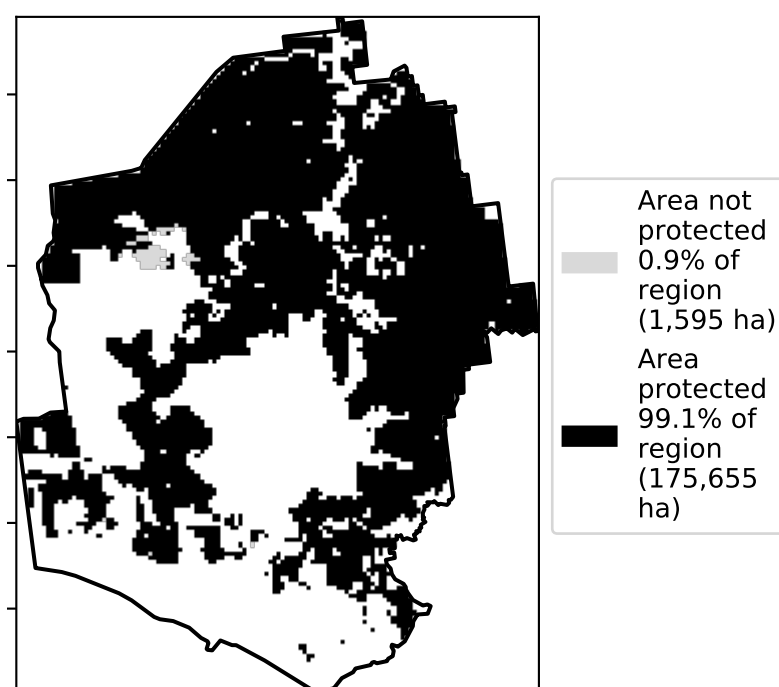 Area not
protected
0.9% of
region
(1,595 ha)
Area
protected
99.1% of
region
(175,655
ha)